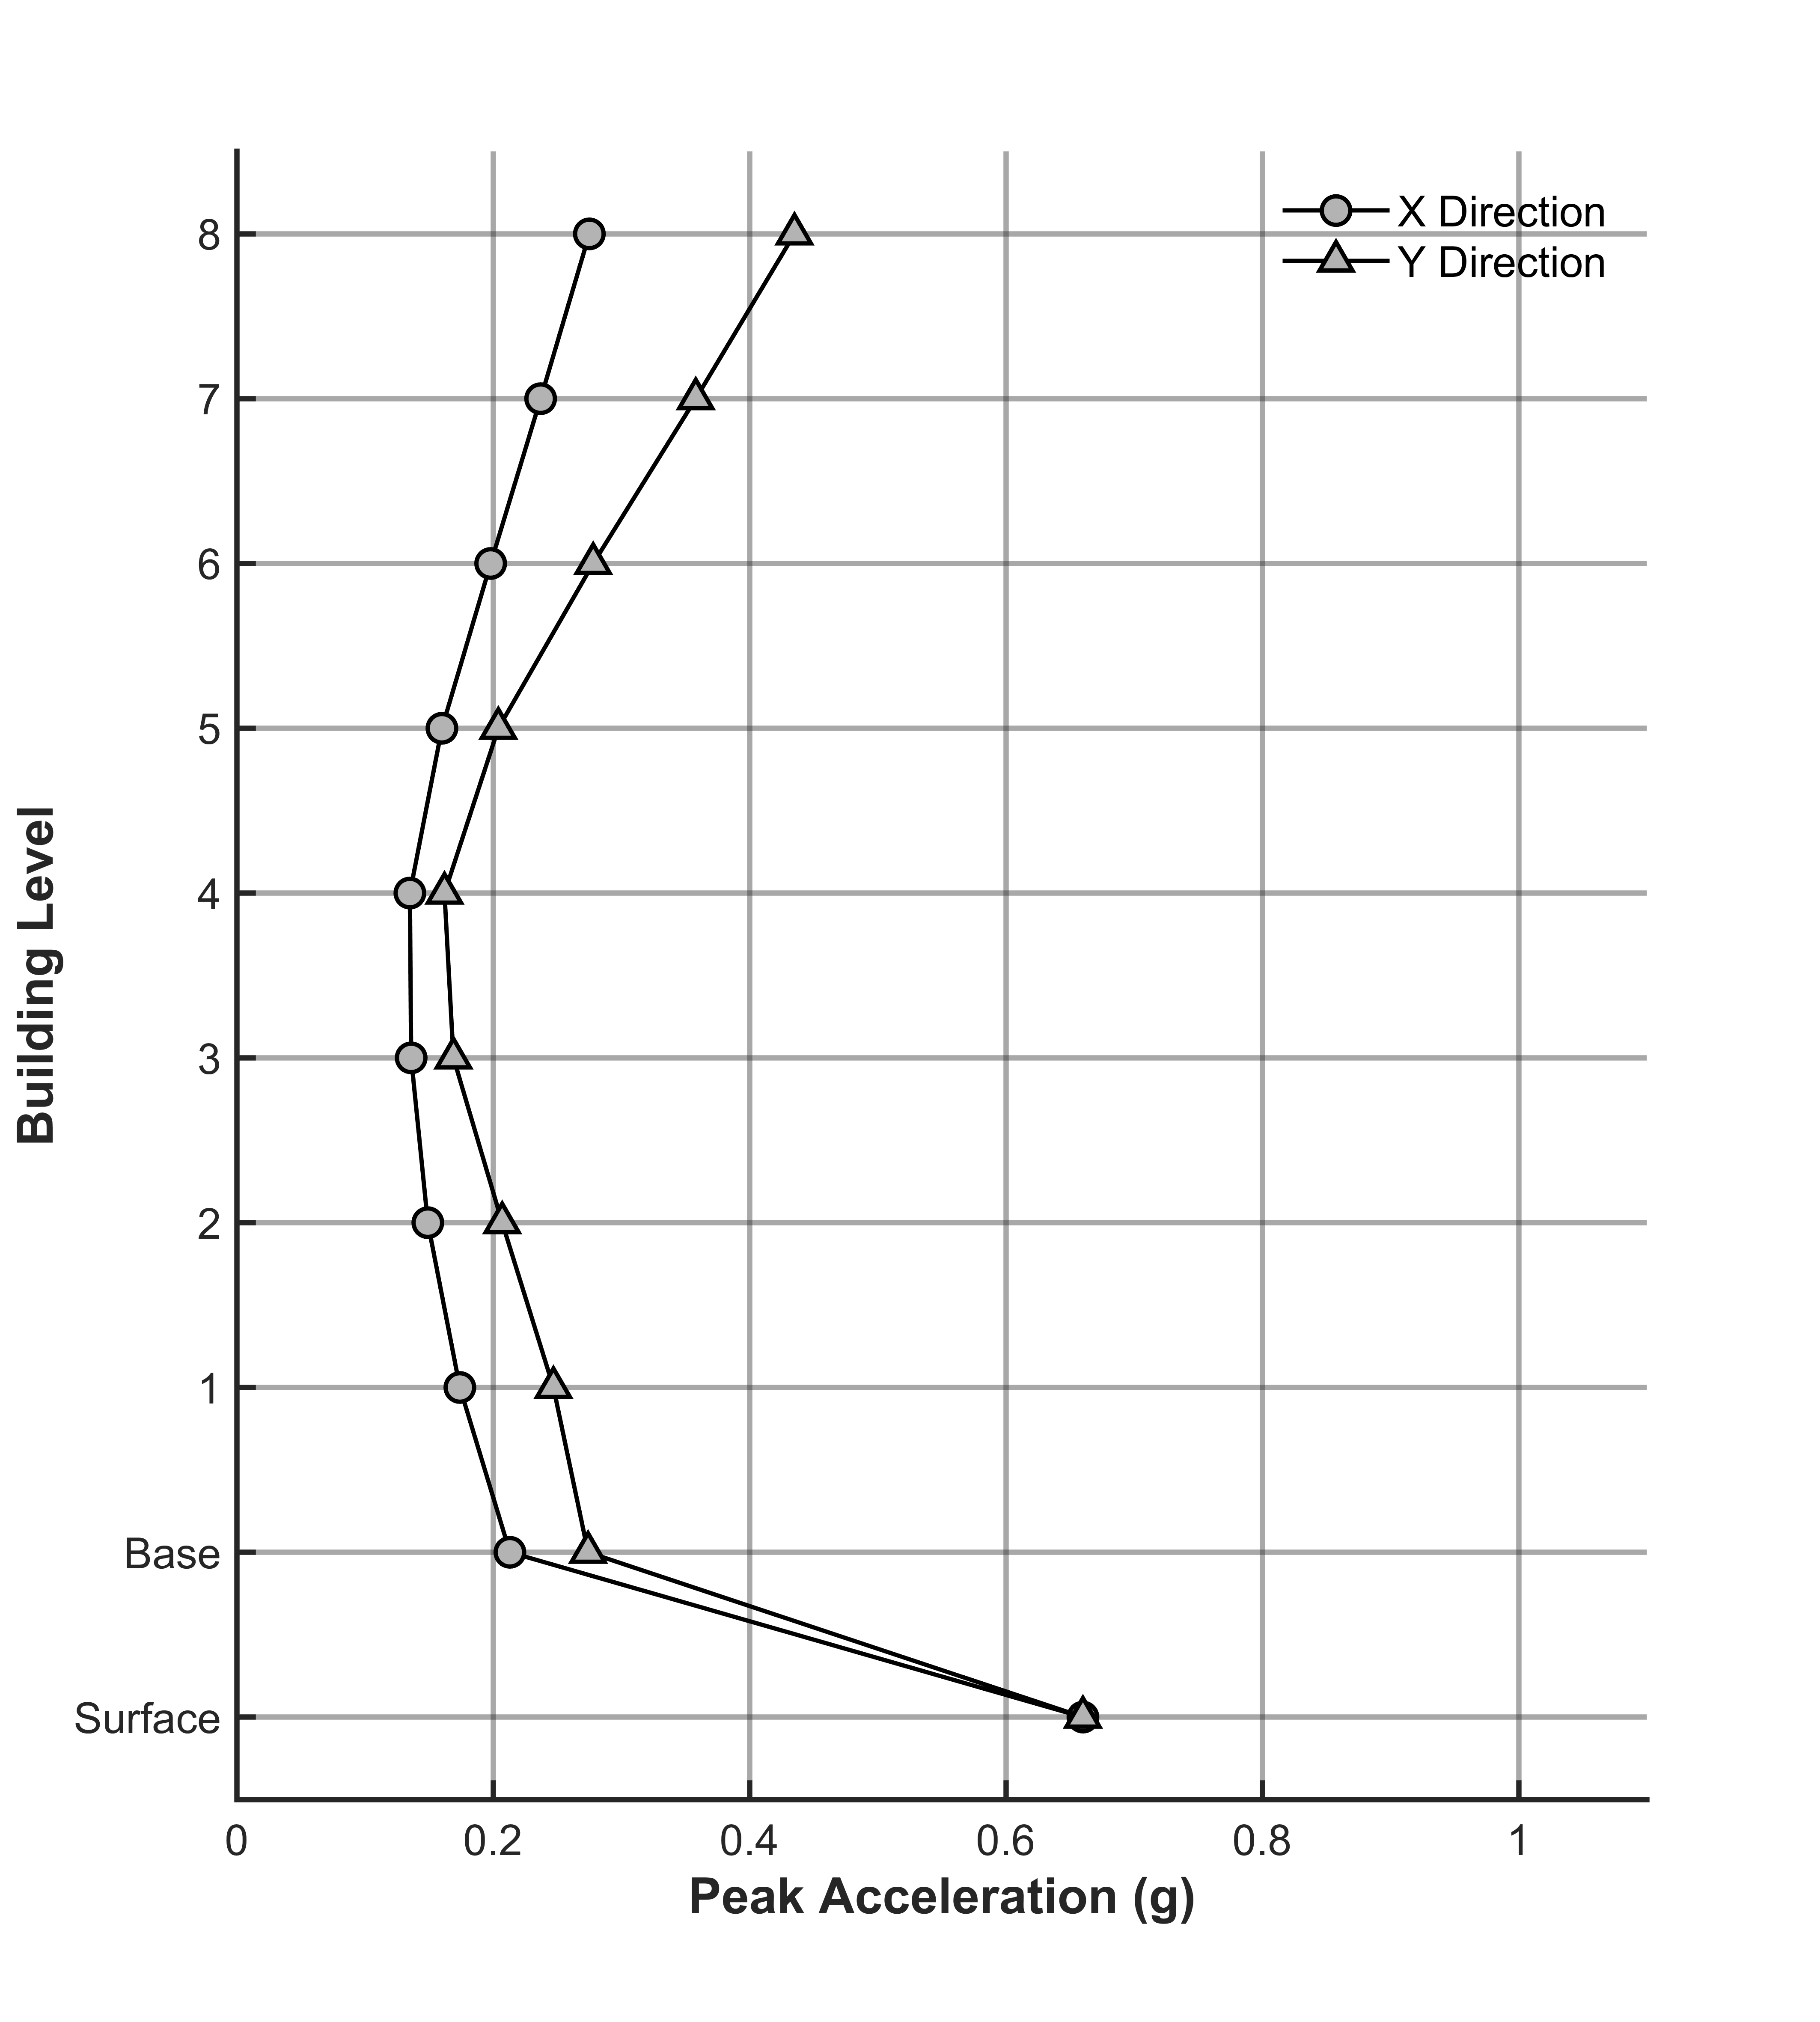 X Direction
Y Direction
8
7
6
5
4
3
2
1
Base
Surface
Building Level
0 0.2 0.4 0.6 0.8 1
Peak Acceleration (g)